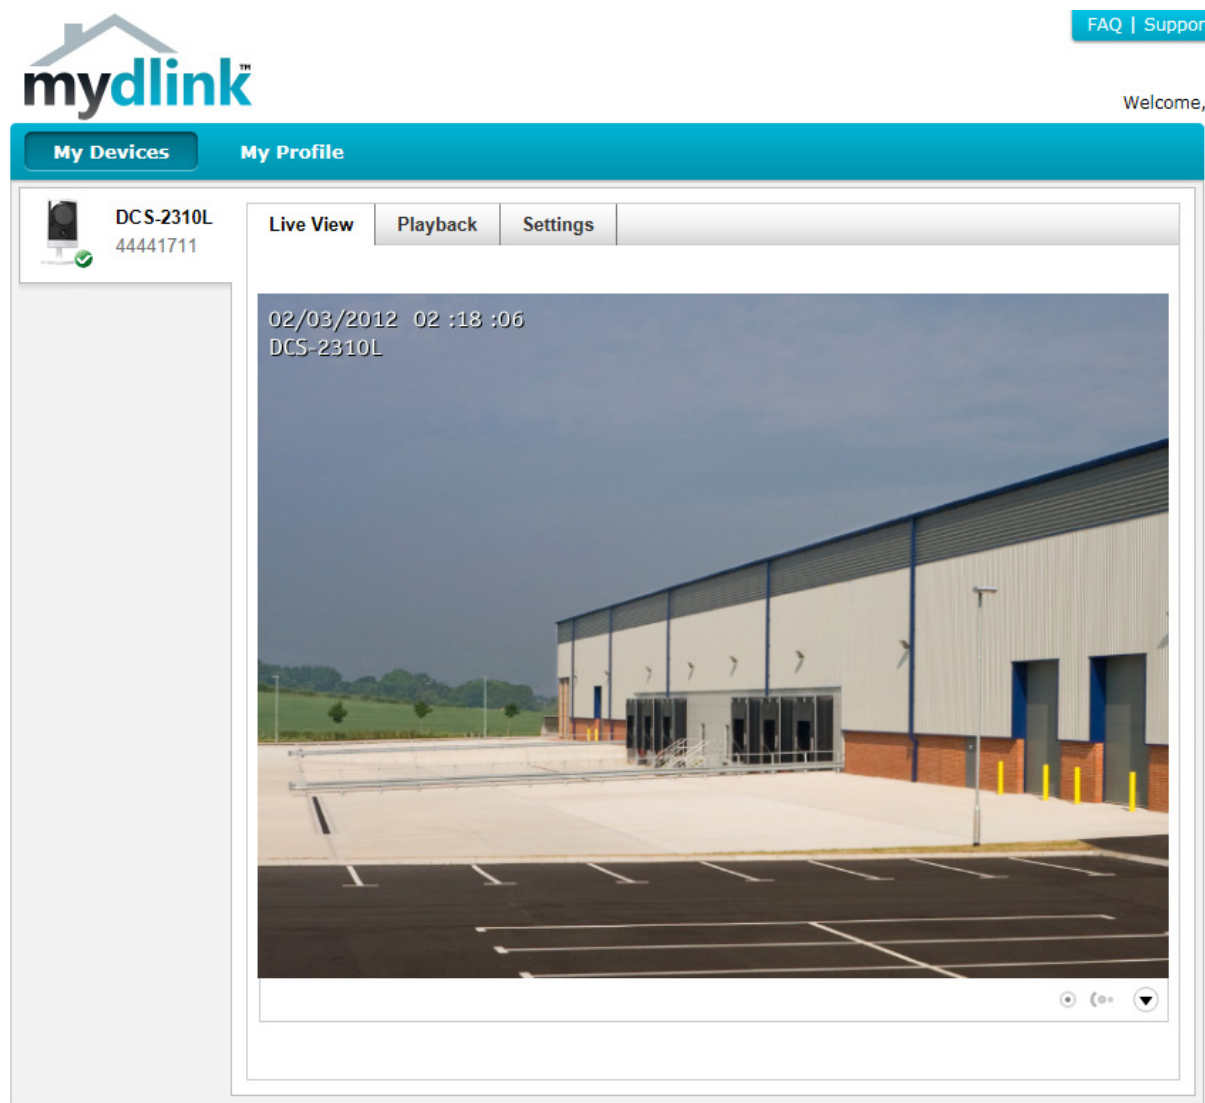 FAQ | Suppor
mydlink™
Welcome,
My Devices
My Profile
DCS-2310L
44441711
Live View
Playback
Settings
02/03/2012 02 :18 :06
DCS-2310L